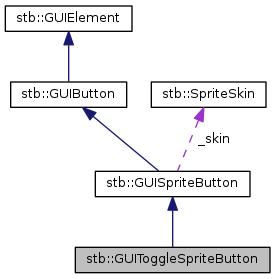 stb::GUIElement
stb::GUIButton
stb::SpriteSkin
_skin
stb::GUISpriteButton
stb::GUIToggleSpriteButton